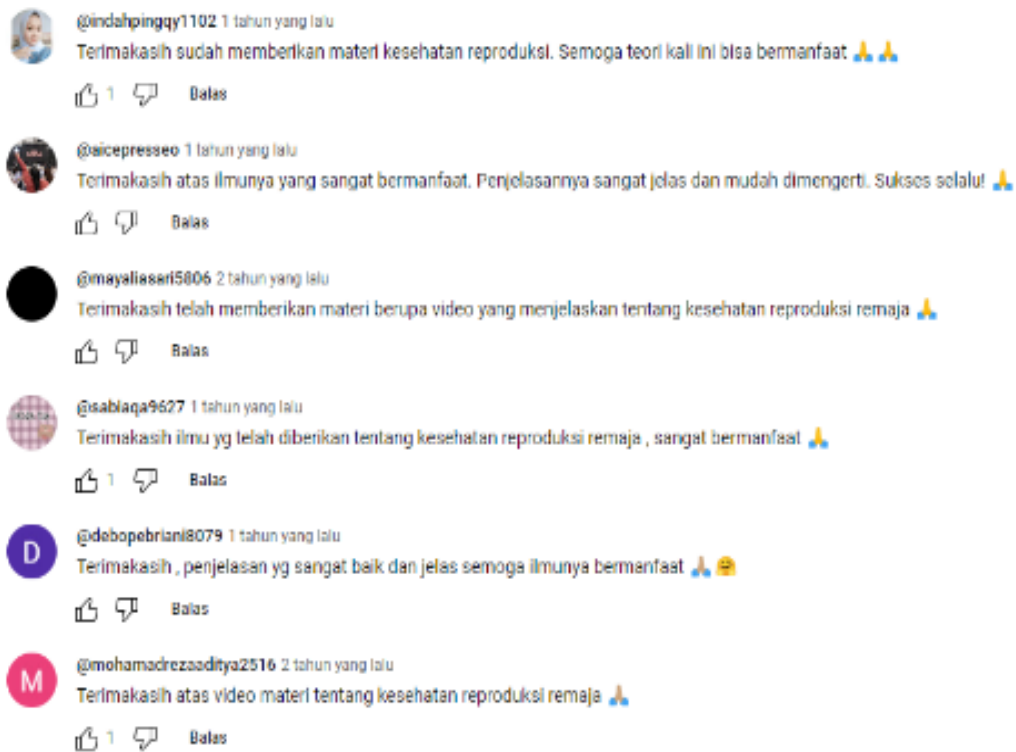 @indahpingqy1102 1 tahun yang lalu
Terimakasih sudah memberikan materi kesehatan reproduksi. Semoga teori kali ini bisa bermanfaat 🙏 🙏
1 Balas
@aicepresseo 1 tahun yang lalu
Terimakasih atas ilmunya yang sangat bermanfaat. Penjelasannya sangat jelas dan mudah dimengerti. Sukses selalu! 🙏
Balas
@mayaliasari5806 2 tahun yang lalu
Terimakasih telah memberikan materi berupa video yang menjelaskan tentang kesehatan reproduksi remaja 🙏
Balas
@sabiaqa9627 1 tahun yang lalu
Terimakasih ilmu yg telah diberikan tentang kesehatan reproduksi remaja , sangat bermanfaat 🙏
1 Balas
D
@debopebriani8079 1 tahun yang lalu
Terimakasih , penjelasan yg sangat baik dan jelas semoga ilmunya bermanfaat 🙏🏽 🤗
Balas
M
@mohamadrezaaditya2516 2 tahun yang lalu
Terimakasih atas video materi tentang kesehatan reproduksi remaja 🙏🏽
1 Balas